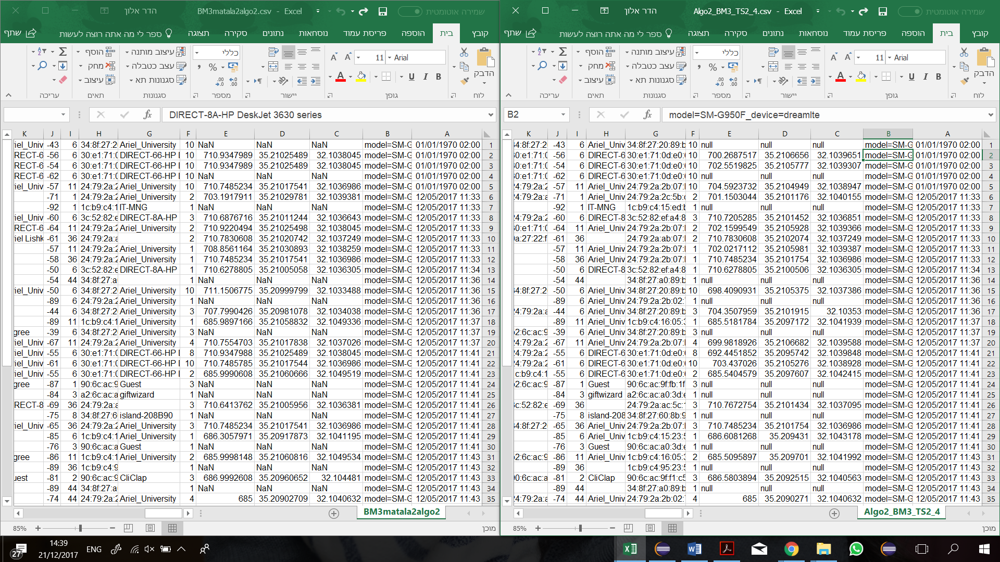 הדר אלון BM3matala2algo2.csv - Excel שמירה אוטומטית
קובץ בית הוספה פריסת עמוד נוסחאות נתונים סקירה תצוגה ספר לי מה אתה רוצה לעשות שתף
הדבק Arial 11 כללי עיצוב מותנה הוסף
B I U % עצב כטבלה מחק
סגנונות תא עיצוב
לוח גופן יישור מספר סגנונות תאים עריכה
fx DIRECT-8A-HP DeskJet 3630 series
K J I H G F E D C B A
riel_Univ -43 6 34:8f:27:2 Ariel_University 10 NaN NaN NaN model=SM-G 01/01/1970 02:00 1
RECT-6 -56 6 30:e1:71:0 DIRECT-66-HP 10 710.9347989 35.21025489 32.1038045 model=SM-G 01/01/1970 02:00 2
RECT-6 -54 6 30:e1:71:0 DIRECT-66-HP 10 710.9347989 35.21025489 32.1038045 model=SM-G 01/01/1970 02:00 3
RECT-6 -62 6 30:e1:71:0 DIRECT-66-HP 10 NaN NaN NaN model=SM-G 01/01/1970 02:00 4
riel_Univ -57 11 24:79:2a:2 Ariel_University 10 710.7485234 35.21017541 32.1036986 model=SM-G 01/01/1970 02:00 5
-71 1 24:79:2a:2 Ariel_University 2 703.1917911 35.21029781 32.1039381 model=SM-G 12/05/2017 11:33 6
-92 1 1c:b9:c4:1 IT-MNG 1 NaN NaN NaN model=SM-G 12/05/2017 11:33 7
riel_Univ -60 6 3c:52:82:e DIRECT-8A-HP 3 710.6876716 35.21011244 32.1036643 model=SM-G 12/05/2017 11:33 8
RECT-6 -64 11 24:79:2a:2 Ariel_University 2 710.9220494 35.21025498 32.1038045 model=SM-G 12/05/2017 11:33 9
riel Lishk -61 36 24:79:2a:a 2 710.7830608 35.21020742 32.1037249 model=SM-G 12/05/2017 11:33 10
-57 11 24:79:2a:2 Ariel_University 1 708.8561164 35.21030893 32.1038259 model=SM-G 12/05/2017 11:33 11
-58 36 24:79:2a:2 Ariel_University 1 710.7485234 35.21017541 32.1036986 model=SM-G 12/05/2017 11:33 12
-50 6 3c:52:82:e DIRECT-8A-HP 1 710.6278805 35.21005058 32.1036305 model=SM-G 12/05/2017 11:34 13
-54 44 34:8f:27:a 1 NaN NaN NaN model=SM-G 12/05/2017 11:36 14
riel_Univ -50 6 34:8f:27:2 Ariel_University 10 711.1506775 35.20999799 32.1033488 model=SM-G 12/05/2017 11:36 15
-89 6 24:79:2a:2 Ariel_University 1 NaN NaN NaN model=SM-G 12/05/2017 11:36 16
-44 6 34:8f:27:2 Ariel_University 3 707.7990426 35.20981078 32.1034038 model=SM-G 12/05/2017 11:36 17
-89 11 1c:b9:c4:1 Ariel_University 1 685.9897166 35.21058832 32.1049336 model=SM-G 12/05/2017 11:37 18
gree -39 6 34:8f:27:2 Ariel_University 3 NaN NaN NaN model=SM-G 12/05/2017 11:37 19
riel_Univ -67 11 24:79:2a:2 Ariel_University 4 710.7554703 35.21017838 32.1037026 model=SM-G 12/05/2017 11:37 20
riel_Univ -55 6 30:e1:71:0 DIRECT-66-HP 8 710.9347988 35.21025489 32.1038045 model=SM-G 12/05/2017 11:41 21
riel_Univ -61 6 30:e1:71:0 DIRECT-66-HP 10 710.7485785 35.21017544 32.1036986 model=SM-G 12/05/2017 11:41 22
riel_Univ -55 6 30:e1:71:0 DIRECT-66-HP 2 685.9990608 35.21060666 32.1049519 model=SM-G 12/05/2017 11:41 23
gree -87 1 90:6c:ac:9 Guest 3 NaN NaN NaN model=SM-G 12/05/2017 11:41 24
-84 3 a2:6c:ac:a giftwizard 1 NaN NaN NaN model=SM-G 12/05/2017 11:41 25
RECT-8 -69 36 24:79:2a:a 3 710.6413762 35.21005956 32.1036381 model=SM-G 12/05/2017 11:41 26
-75 8 34:8f:27:6 island-208B90 1 NaN NaN NaN model=SM-G 12/05/2017 11:41 27
riel_Univ -65 36 24:79:2a:2 Ariel_University 3 710.7485234 35.21017541 32.1036986 model=SM-G 12/05/2017 11:41 28
-85 6 1c:b9:c4:1 Ariel_University 1 686.3057971 35.20917873 32.1041195 model=SM-G 12/05/2017 11:41 29
-76 3 90:6c:ac:a Guest 1 NaN NaN NaN model=SM-G 12/05/2017 11:41 30
gree -86 11 1c:b9:c4:1 Ariel_University 2 685.9998148 35.21060816 32.1049534 model=SM-G 12/05/2017 11:43 31
-89 36 1c:b9:c4:9 1 NaN NaN NaN model=SM-G 12/05/2017 11:43 32
uest -81 2 90:6c:ac:9 CliClap 3 686.9992608 35.20960652 32.104481 model=SM-G 12/05/2017 11:43 33
-89 44 34:8f:27:a 1 NaN NaN NaN model=SM-G 12/05/2017 11:43 34
-74 44 24:79:2a:2 Ariel_University 4 685 35.20902709 32.1040632 model=SM-G 12/05/2017 11:43 35
BM3matala2algo2
85% מוכן
הדר אלון Algo2_BM3_TS2_4.csv - Excel שמירה אוטומטית
קובץ בית הוספה פריסת עמוד נוסחאות נתונים סקירה תצוגה ספר לי מה אתה רוצה לעשות שתף
הדבק Arial 11 כללי עיצוב מותנה הוסף
B I U % עצב כטבלה מחק
סגנונות תא עיצוב
לוח גופן יישור מספר סגנונות תאים עריכה
B2 fx model=SM-G950F_device=dreamlte
K J I H G F E D C B A
34:8f:27:20 -43 6 Ariel_Univ 34:8f:27:20:89:b 10 null null null model=SM-G 01/01/1970 02:00 1
30:e1:71:0 -56 6 DIRECT-6 30:e1:71:0d:e0: 10 700.2687517 35.2106656 32.1039651 model=SM-G 01/01/1970 02:00 2
30:e1:71:0 -54 6 DIRECT-6 30:e1:71:0d:e0: 10 702.5519825 35.2105777 32.1039307 model=SM-G 01/01/1970 02:00 3
30:e1:71:0 -62 6 DIRECT-6 30:e1:71:0d:e0: 10 null null null model=SM-G 01/01/1970 02:00 4
24:79:2a:2 -57 11 Ariel_Univ 24:79:2a:2b:07: 10 704.5923732 35.2104949 32.1038947 model=SM-G 01/01/1970 02:00 5
24:79:2a:a -71 1 Ariel_Univ 24:79:2a:2c:5b: 2 701.1503044 35.2101176 32.1040155 model=SM-G 12/05/2017 11:33 6
-92 1 IT-MNG 1c:b9:c4:15:ed:b 1 null null null model=SM-G 12/05/2017 11:33 7
24:79:2a:2 -60 6 DIRECT-8 3c:52:82:ef:a4:8 3 710.7205285 35.2101452 32.1036851 model=SM-G 12/05/2017 11:33 8
30:e1:71:0 -64 11 Ariel_Univ 24:79:2a:2b:07: 2 702.1599549 35.2105928 32.1039366 model=SM-G 12/05/2017 11:33 9
9a:27:22:f -61 36 24:79:2a:ab:07: 2 710.7830608 35.2102074 32.1037249 model=SM-G 12/05/2017 11:33 10
-57 11 Ariel_Univ 24:79:2a:2b:07: 1 702.0217112 35.2105981 32.1039387 model=SM-G 12/05/2017 11:33 11
-58 36 Ariel_Univ 24:79:2a:2b:07: 1 710.7485234 35.2101754 32.1036986 model=SM-G 12/05/2017 11:33 12
-50 6 DIRECT-8 3c:52:82:ef:a4:8 1 710.6278805 35.2100506 32.1036305 model=SM-G 12/05/2017 11:34 13
-54 44 34:8f:27:a0:89:b 1 null null null model=SM-G 12/05/2017 11:36 14
34:8f:27:20 -50 6 Ariel_Univ 34:8f:27:20:89:b 10 698.4090931 35.2105375 32.1037386 model=SM-G 12/05/2017 11:36 15
-89 6 Ariel_Univ 24:79:2a:2b:02: 1 null null null model=SM-G 12/05/2017 11:36 16
24:79:2a:a -44 6 Ariel_Univ 34:8f:27:20:89:b 3 704.3507959 35.2101915 32.10353 model=SM-G 12/05/2017 11:36 17
-89 11 Ariel_Univ 1c:b9:c4:16:05:3 1 685.5181784 35.2097172 32.1041939 model=SM-G 12/05/2017 11:37 18
b2:6c:ac:9 -39 6 Ariel_Univ 34:8f:27:20:89:b 3 null null null model=SM-G 12/05/2017 11:37 19
24:79:2a:2 -67 11 Ariel_Univ 24:79:2a:2b:07: 4 699.9818926 35.2106682 32.1039588 model=SM-G 12/05/2017 11:37 20
24:79:2a:2 -55 6 DIRECT-6 30:e1:71:0d:e0: 8 692.4451852 35.2095742 32.1039848 model=SM-G 12/05/2017 11:41 21
24:79:2a:2 -61 6 DIRECT-6 30:e1:71:0d:e0: 10 703.437026 35.2105276 32.1038928 model=SM-G 12/05/2017 11:41 22
1c:b9:c4:1 -55 6 DIRECT-6 30:e1:71:0d:e0: 2 685.5404579 35.2097607 32.1042415 model=SM-G 12/05/2017 11:41 23
b2:6c:ac:9 -87 1 Guest 90:6c:ac:9f:fb:1f 3 null null null model=SM-G 12/05/2017 11:41 24
-84 3 giftwizard a2:6c:ac:a0:3d:e 1 null null null model=SM-G 12/05/2017 11:41 25
3c:52:82:e -69 36 24:79:2a:ac:5c: 3 710.7672754 35.2101434 32.1037095 model=SM-G 12/05/2017 11:41 26
-75 8 island-208 34:8f:27:60:8b:9 1 null null null model=SM-G 12/05/2017 11:41 27
34:8f:27:20 -65 36 Ariel_Univ 24:79:2a:2b:07: 3 710.7485234 35.2101754 32.1036986 model=SM-G 12/05/2017 11:41 28
-85 6 Ariel_Univ 1c:b9:c4:15:23:5 1 686.6081268 35.209431 32.1043178 model=SM-G 12/05/2017 11:41 29
-76 3 Guest 90:6c:ac:a0:3d:e 1 null null null model=SM-G 12/05/2017 11:41 30
b2:6c:ac:9 -86 11 Ariel_Univ 1c:b9:c4:16:05:3 2 685.5095897 35.209701 32.1041992 model=SM-G 12/05/2017 11:43 31
-89 36 1c:b9:c4:95:23:5 1 null null null model=SM-G 12/05/2017 11:43 32
90:6c:ac:a -81 2 CliClap 90:6c:ac:9f:f1:c5 3 686.5803894 35.2092515 32.1040563 model=SM-G 12/05/2017 11:43 33
-89 44 34:8f:27:a0:89:b 1 null null null model=SM-G 12/05/2017 11:43 34
24:79:2a:a -74 44 Ariel_Univ 24:79:2a:2b:02: 4 685 35.2090271 32.1040632 model=SM-G 12/05/2017 11:43 35
Algo2_BM3_TS2_4
85% מוכן
27 14:39 ENG
21/12/2017